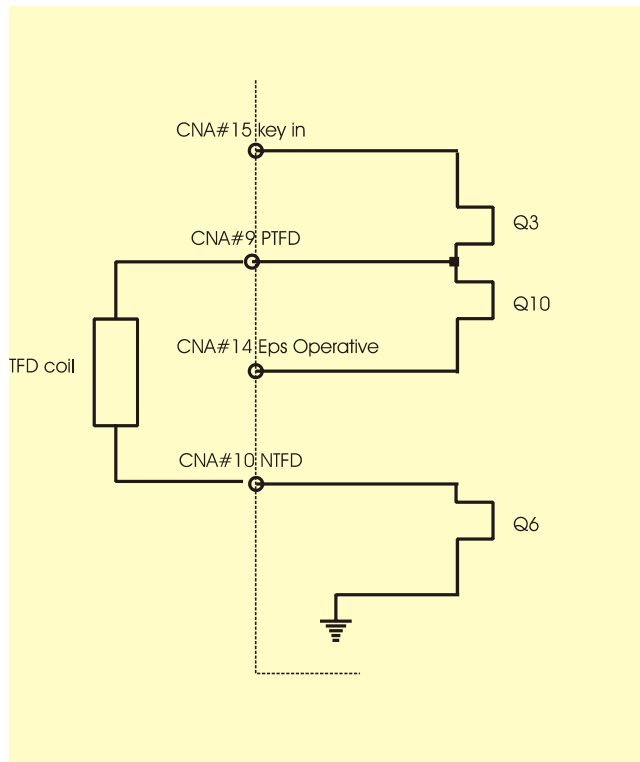 CNA#15 key in
Q3
CNA#9 PTFD
Q10
CNA#14 Eps Operative
TFD coil
CNA#10 NTFD
Q6